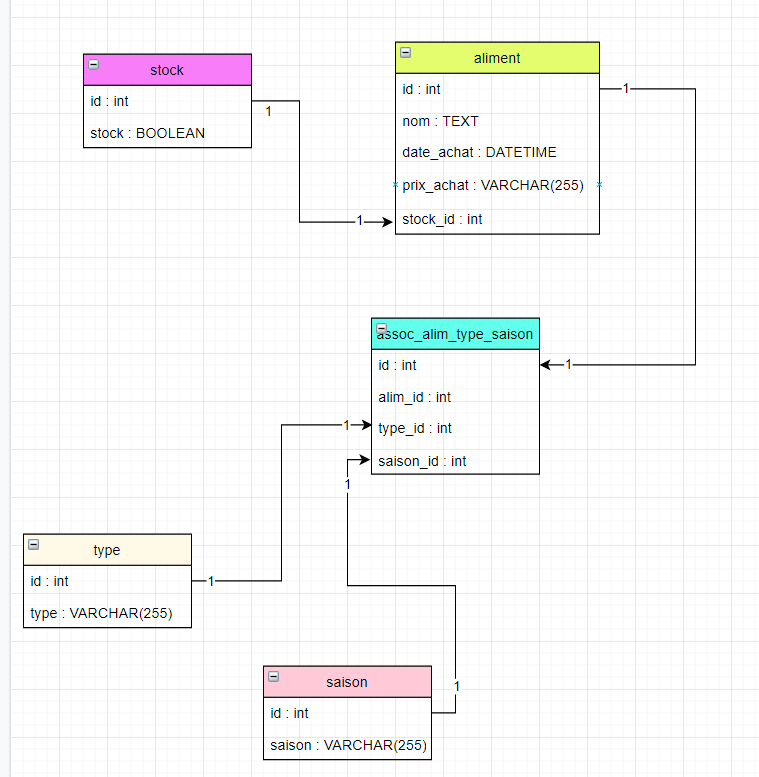 stock
id : int
stock : BOOLEAN
1
1
aliment
id : int
nom : TEXT
date_achat : DATETIME
prix_achat : VARCHAR(255)
stock_id : int
1
1
assoc_alim_type_saison
id : int
alim_id : int
type_id : int
saison_id : int
1
1
type
id : int
type : VARCHAR(255)
1
1
saison
id : int
saison : VARCHAR(255)